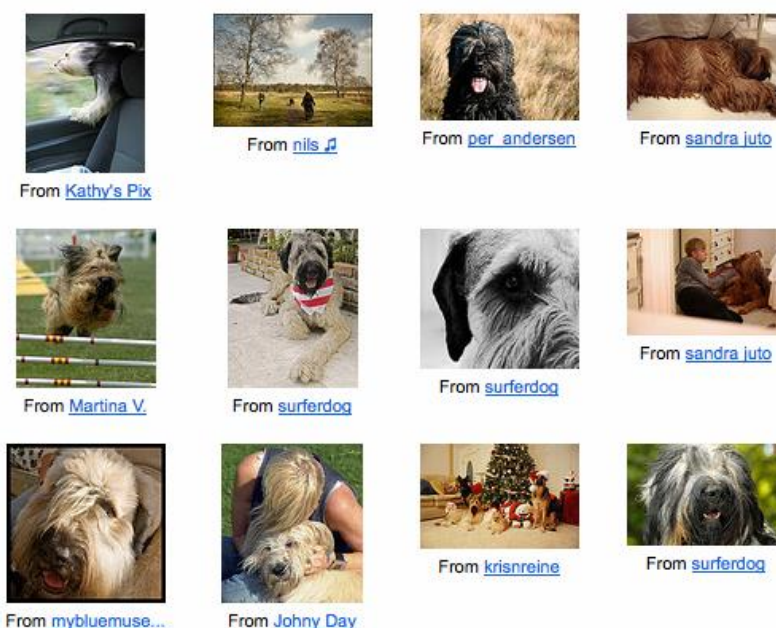 From Kathy's Pix
From nils ♫
From per_andersen
From sandra juto
From Martina V.
From surferdog
From surferdog
From sandra juto
From mybluemuse...
From Johny Day
From krisnreine
From surferdog